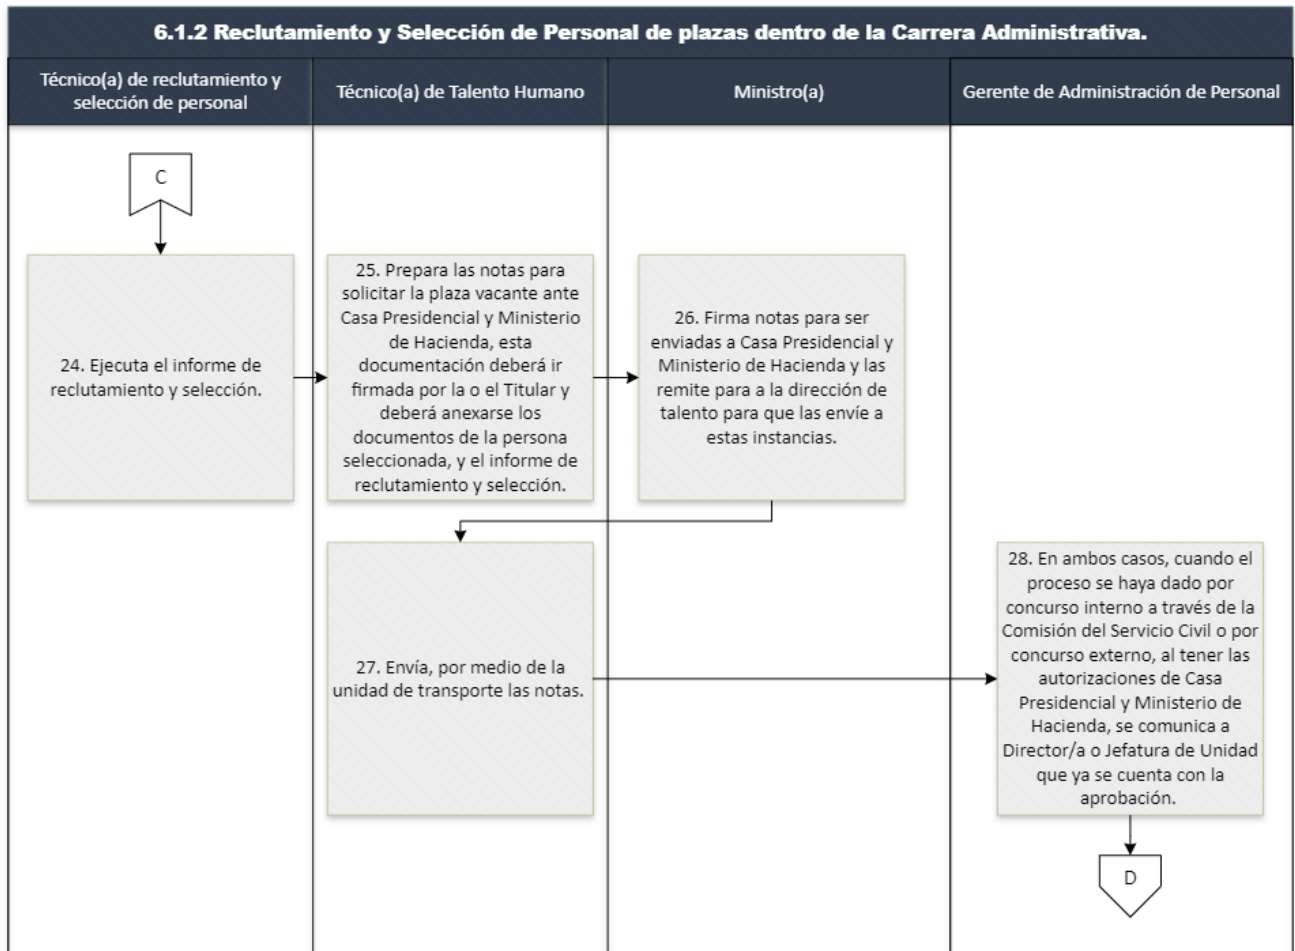 6.1.2 Reclutamiento y Selección de Personal de plazas dentro de la Carrera Administrativa.
Técnico(a) de reclutamiento y
selección de personal
Técnico(a) de Talento Humano
Ministro(a)
Gerente de Administración de Personal
C
24. Ejecuta el informe de
reclutamiento y selección.
25. Prepara las notas para
solicitar la plaza vacante ante
Casa Presidencial y Ministerio
de Hacienda, esta
documentación deberá ir
firmada por la o el Titular y
deberá anexarse los
documentos de la persona
seleccionada, y el informe de
reclutamiento y selección.
26. Firma notas para ser
enviadas a Casa Presidencial y
Ministerio de Hacienda y las
remite para a la dirección de
talento para que las envíe a
estas instancias.
27. Envía, por medio de la
unidad de transporte las notas.
28. En ambos casos, cuando el
proceso se haya dado por
concurso interno a través de la
Comisión del Servicio Civil o por
concurso externo, al tener las
autorizaciones de Casa
Presidencial y Ministerio de
Hacienda, se comunica a
Director/a o Jefatura de Unidad
que ya se cuenta con la
aprobación.
D